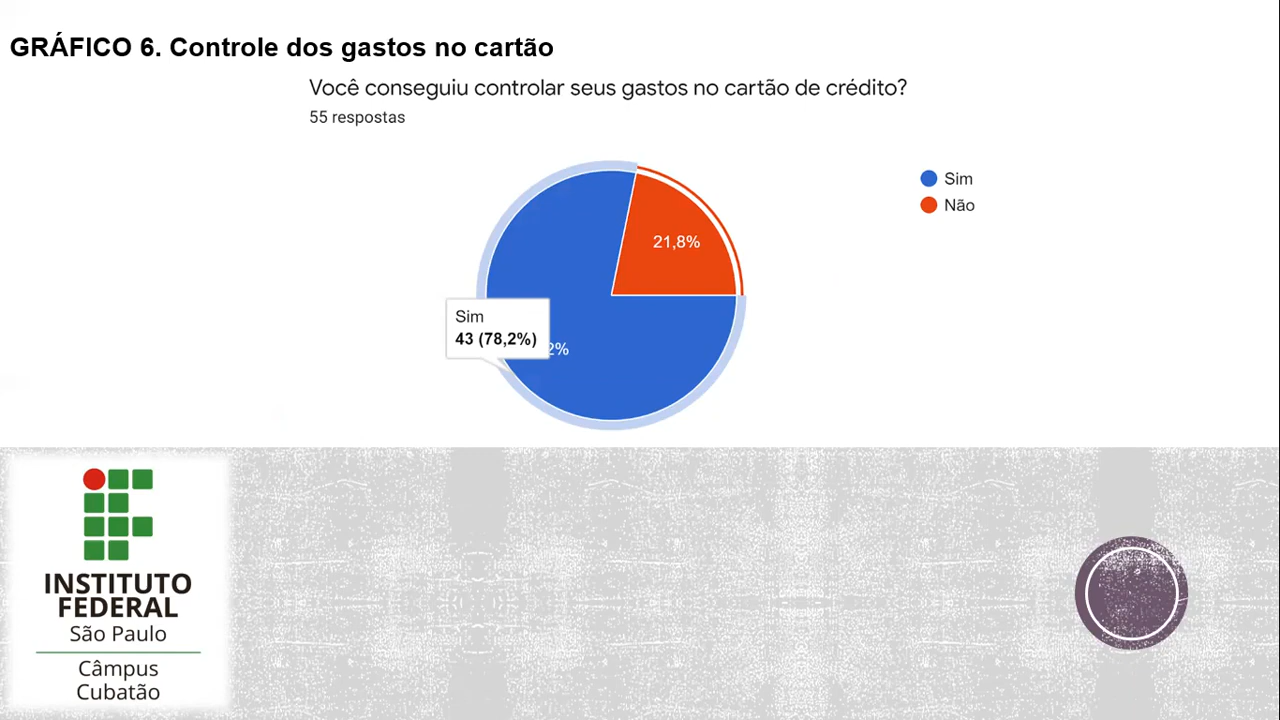 GRÁFICO 6. Controle dos gastos no cartão
Você conseguiu controlar seus gastos no cartão de crédito?
55 respostas
Sim
Não
21,8%
Sim
43 (78,2%)
2%
INSTITUTO
FEDERAL
São Paulo
Câmpus
Cubatão